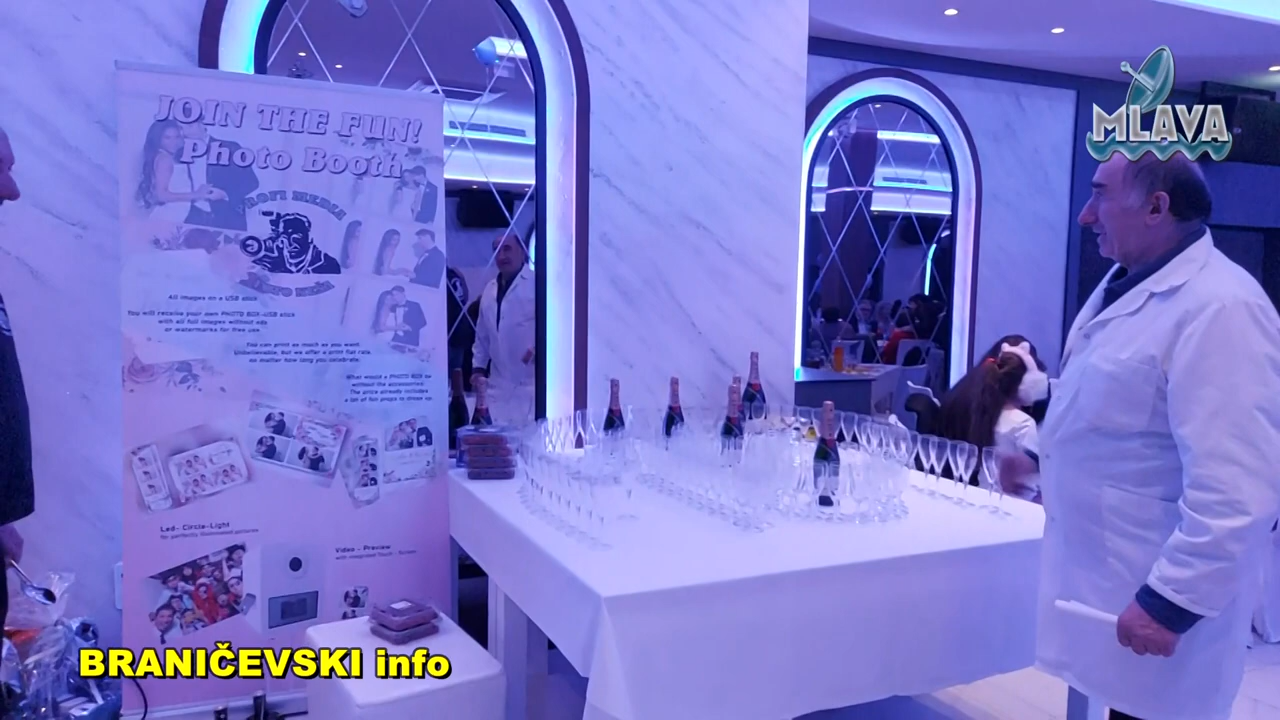 JOIN THE FUN!
Photo Booth
PROFI MEDIA
All images on a USB stick
You will receive your own PHOTO BOX-USB stick
with all full images without ads
or watermarks for free use.
You can print as much as you want.
Unbelievable, but we offer a print flat rate,
no matter how long you celebrate.
What would a PHOTO BOX be
without the accessories!
The price already includes
a lot of fun props to dress up.
Led- Circle-Light
for perfectly illuminated pictures
Video - Preview
with integrated Touch - Screen
MLAVA
BRANIČEVSKI info